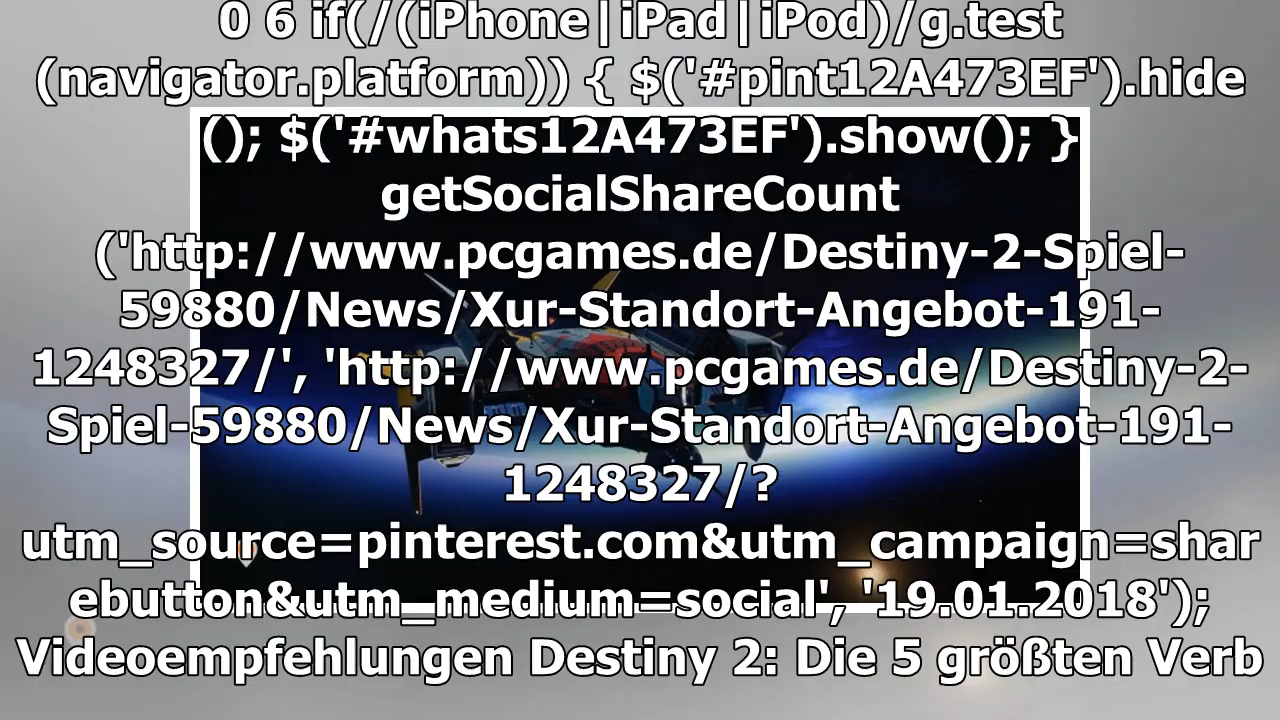 0 6 if(/(iPhone|iPad|iPod)/g.test
(navigator.platform)) { $('#pint12A473EF').hide
(); $('#whats12A473EF').show(); }
getSocialShareCount
('http://www.pcgames.de/Destiny-2-Spiel-
59880/News/Xur-Standort-Angebot-191-
1248327/', 'http://www.pcgames.de/Destiny-2-
Spiel-59880/News/Xur-Standort-Angebot-191-
1248327/?
utm_source=pinterest.com&utm_campaign=shar
ebutton&utm_medium=social', '19.01.2018');
Videoempfehlungen Destiny 2: Die 5 größten Verb